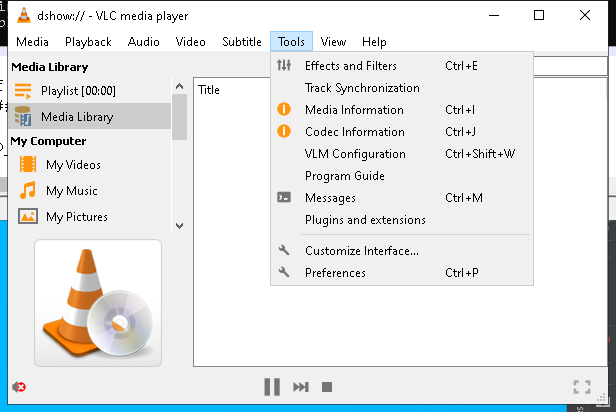 dshow:// - VLC media player
Media Playback Audio Video Subtitle Tools View Help
Media Library
Playlist [00:00]
Media Library
My Computer
My Videos
My Music
My Pictures
Title
Effects and Filters Ctrl+E
Track Synchronization
Media Information Ctrl+I
Codec Information Ctrl+J
VLM Configuration Ctrl+Shift+W
Program Guide
Messages Ctrl+M
Plugins and extensions
Customize Interface...
Preferences Ctrl+P